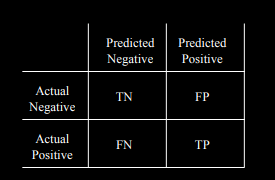 Predicted Negative Predicted Positive
Actual Negative TN FP
Actual Positive FN TP